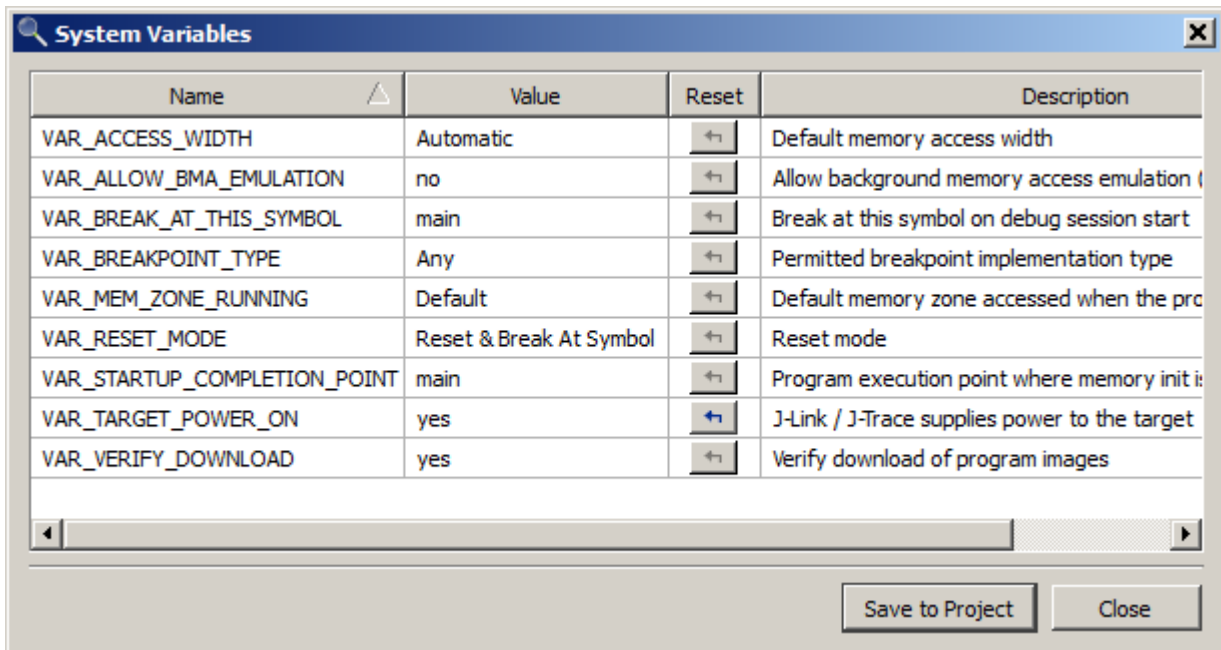 System Variables
Name Value Reset Description
VAR_ACCESS_WIDTH Automatic Default memory access width
VAR_ALLOW_BMA_EMULATION no Allow background memory access emulation (
VAR_BREAK_AT_THIS_SYMBOL main Break at this symbol on debug session start
VAR_BREAKPOINT_TYPE Any Permitted breakpoint implementation type
VAR_MEM_ZONE_RUNNING Default Default memory zone accessed when the pro
VAR_RESET_MODE Reset & Break At Symbol Reset mode
VAR_STARTUP_COMPLETION_POINT main Program execution point where memory init is
VAR_TARGET_POWER_ON yes J-Link / J-Trace supplies power to the target
VAR_VERIFY_DOWNLOAD yes Verify download of program images
Save to Project Close